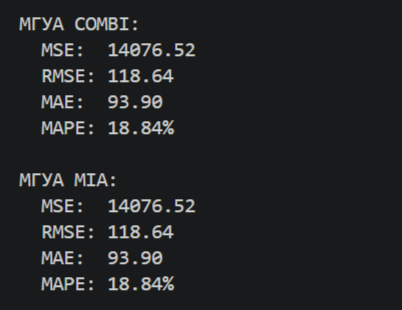 МГУА COMBI:
MSE: 14076.52
RMSE: 118.64
MAE: 93.90
MAPE: 18.84%
МГУА MIA:
MSE: 14076.52
RMSE: 118.64
MAE: 93.90
MAPE: 18.84%